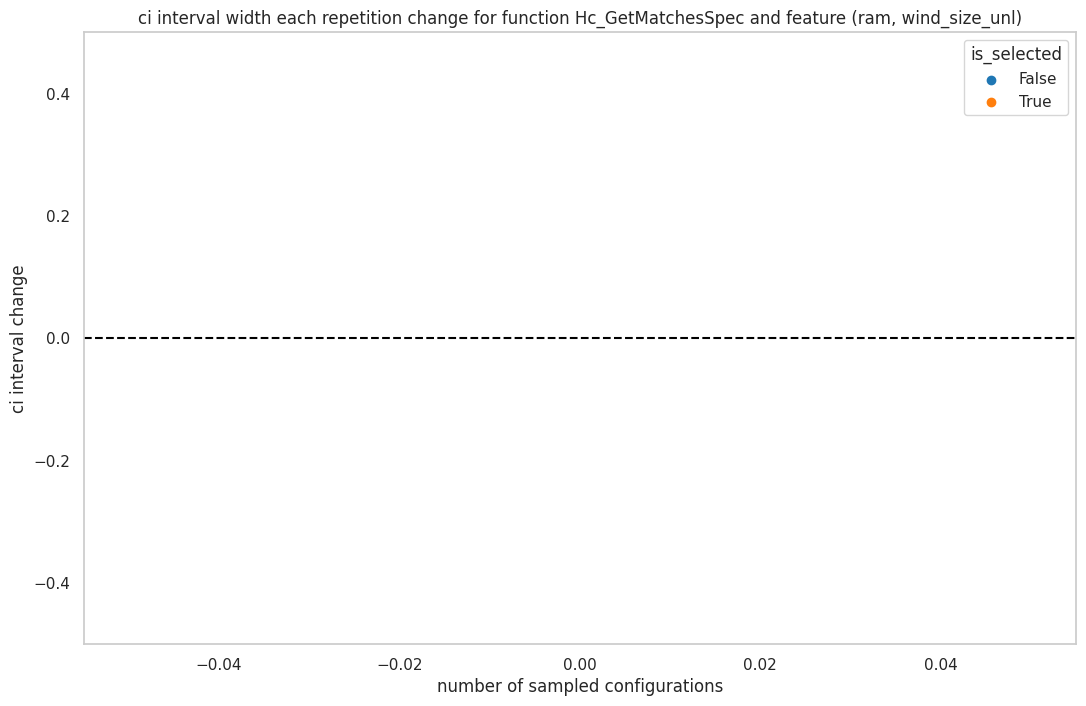 ci interval width each repetition change for function Hc_GetMatchesSpec and feature (ram, wind_size_unl)
is_selected
False
True
0.4
0.2
0.0
−0.2
−0.4
ci interval change
−0.04
−0.02
0.00
0.02
0.04
number of sampled configurations